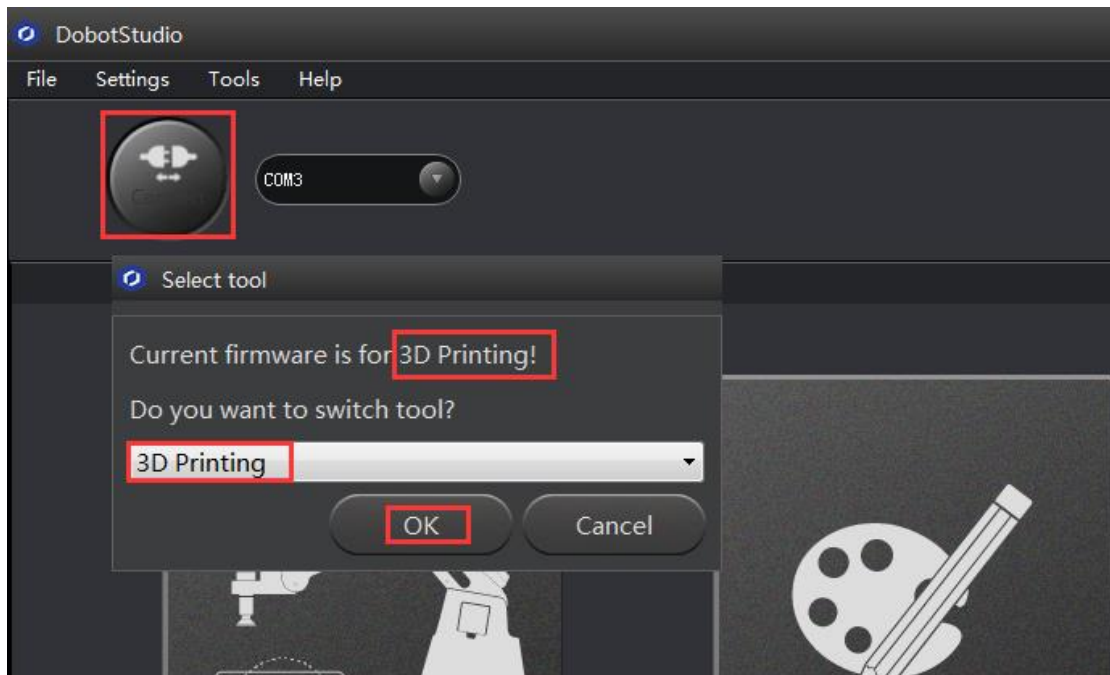 DobotStudio
File Settings Tools Help
COM3
Select tool
Current firmware is for 3D Printing!
Do you want to switch tool?
3D Printing
OK Cancel